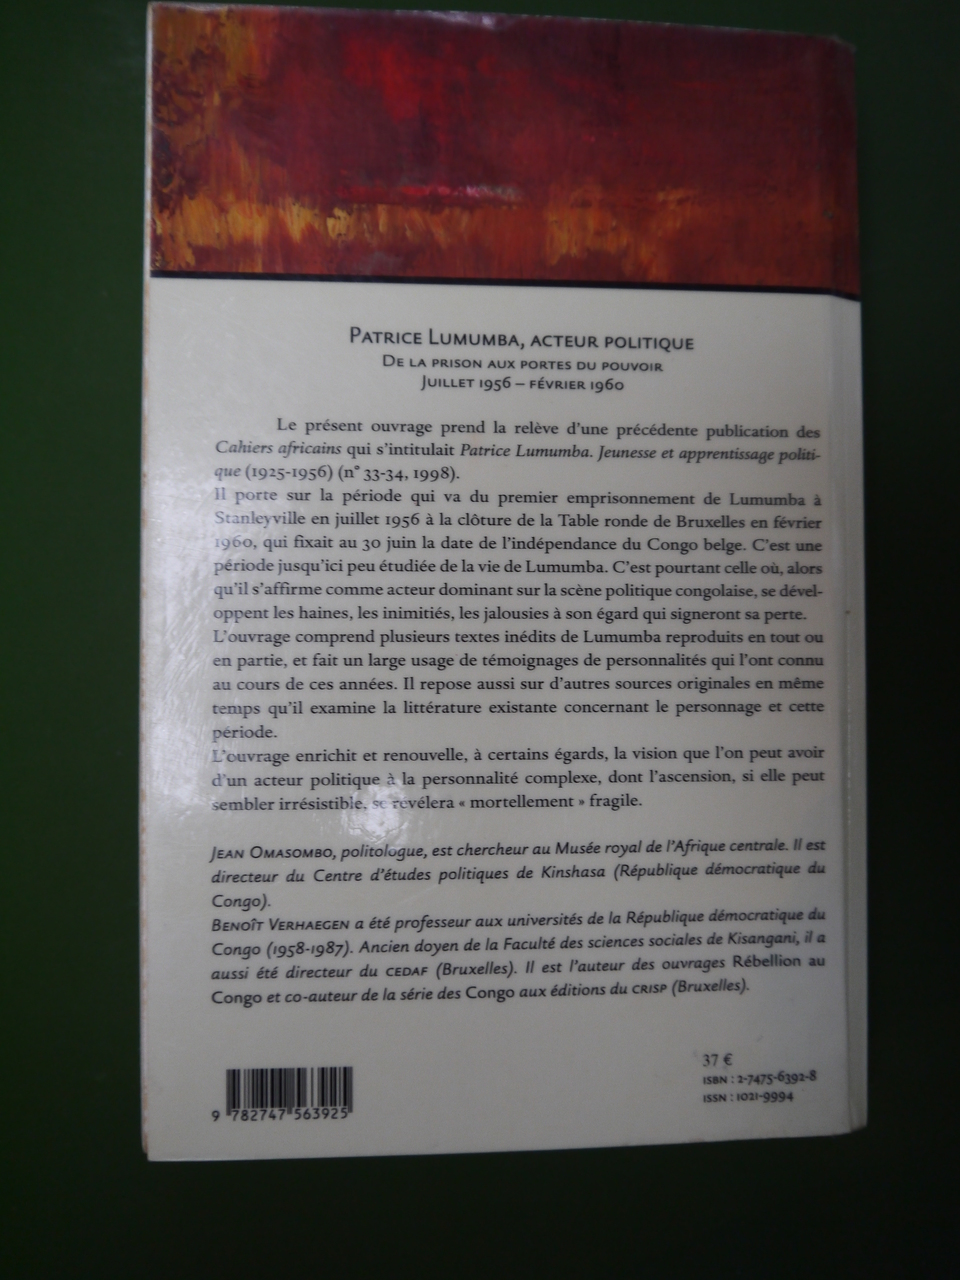 PATRICE LUMUMBA, ACTEUR POLITIQUE
DE LA PRISON AUX PORTES DU POUVOIR
JUILLET 1956 – FÉVRIER 1960
Le présent ouvrage prend la relève d'une précédente publication des
Cahiers africains qui s'intitulait Patrice Lumumba. Jeunesse et apprentissage politi-
que (1925-1956) (n° 33-34, 1998).
Il porte sur la période qui va du premier emprisonnement de Lumumba à
Stanleyville en juillet 1956 à la clôture de la Table ronde de Bruxelles en février
1960, qui fixait au 30 juin la date de l'indépendance du Congo belge. C'est une
période jusqu'ici peu étudiée de la vie de Lumumba. C'est pourtant celle où, alors
qu'il s'affirme comme acteur dominant sur la scène politique congolaise, se dével-
oppent les haines, les inimitiés, les jalousies à son égard qui signeront sa perte.
L'ouvrage comprend plusieurs textes inédits de Lumumba reproduits en tout ou
en partie, et fait un large usage de témoignages de personnalités qui l'ont connu
au cours de ces années. Il repose aussi sur d'autres sources originales en même
temps qu'il examine la littérature existante concernant le personnage et cette
période.
L'ouvrage enrichit et renouvelle, à certains égards, la vision que l'on peut avoir
d'un acteur politique à la personnalité complexe, dont l'ascension, si elle peut
sembler irrésistible, se révélera « mortellement » fragile.
JEAN OMASOMBO, politologue, est chercheur au Musée royal de l'Afrique centrale. Il est
directeur du Centre d'études politiques de Kinshasa (République démocratique du
Congo).
BENOÎT VERHAEGEN a été professeur aux universités de la République démocratique du
Congo (1958-1987). Ancien doyen de la Faculté des sciences sociales de Kisangani, il a
aussi été directeur du CEDAF (Bruxelles). Il est l'auteur des ouvrages Rébellion au
Congo et co-auteur de la série des Congo aux éditions du CRISP (Bruxelles).
37 €
ISBN : 2-7475-6392-8
ISSN : 1021-9994
9 782747 563925